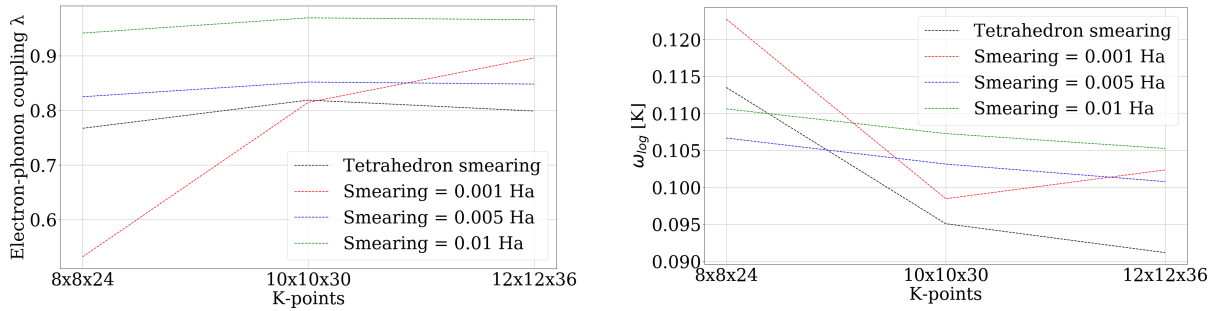 Electron-phonon coupling λ
0.9
0.8
0.7
0.6
Tetrahedron smearing
Smearing = 0.001 Ha
Smearing = 0.005 Ha
Smearing = 0.01 Ha
8x8x24
10x10x30
12x12x36
K-points
ω_log [K]
0.120
0.115
0.110
0.105
0.100
0.095
0.090
Tetrahedron smearing
Smearing = 0.001 Ha
Smearing = 0.005 Ha
Smearing = 0.01 Ha
8x8x24
10x10x30
12x12x36
K-points